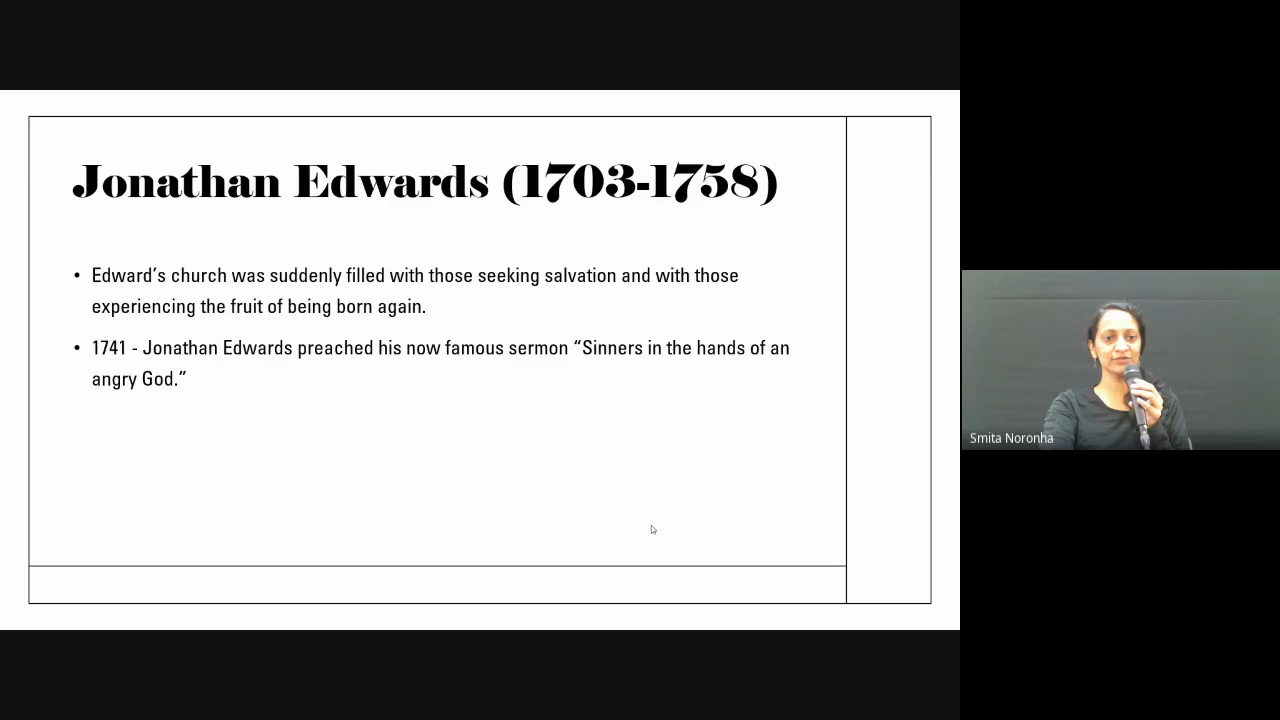 Jonathan Edwards (1703-1758)
• Edward’s church was suddenly filled with those seeking salvation and with those
experiencing the fruit of being born again.
• 1741 - Jonathan Edwards preached his now famous sermon “Sinners in the hands of an
angry God.”
Smita Noronha